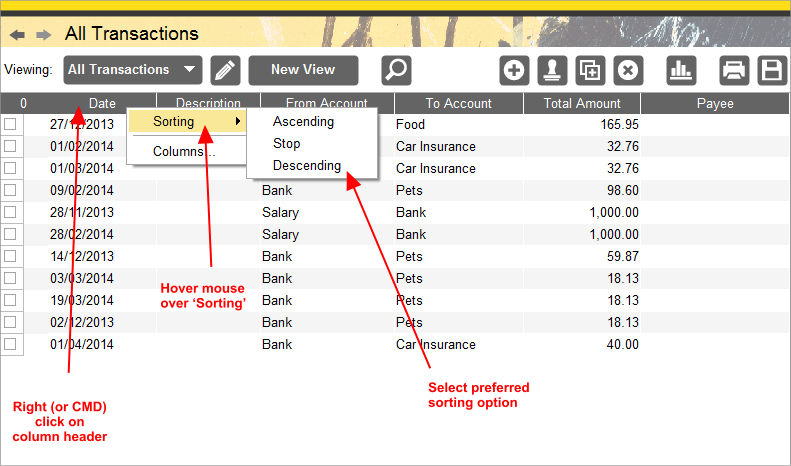 All Transactions
Viewing: All Transactions New View
0 Date Description From Account To Account Total Amount Payee
27/12/2013 Food 165.95
01/02/2014 Car Insurance 32.76
01/03/2014 Car Insurance 32.76
09/02/2014 Bank Pets 98.60
28/11/2013 Salary Bank 1,000.00
28/02/2014 Salary Bank 1,000.00
14/12/2013 Bank Pets 59.87
03/03/2014 Bank Pets 18.13
19/03/2014 Bank Pets 18.13
02/12/2013 Bank Pets 18.13
01/04/2014 Bank Car Insurance 40.00
Sorting
Columns...
Ascending
Stop
Descending
Hover mouse
over ‘Sorting’
Right (or CMD)
click on
column header
Select preferred
sorting option